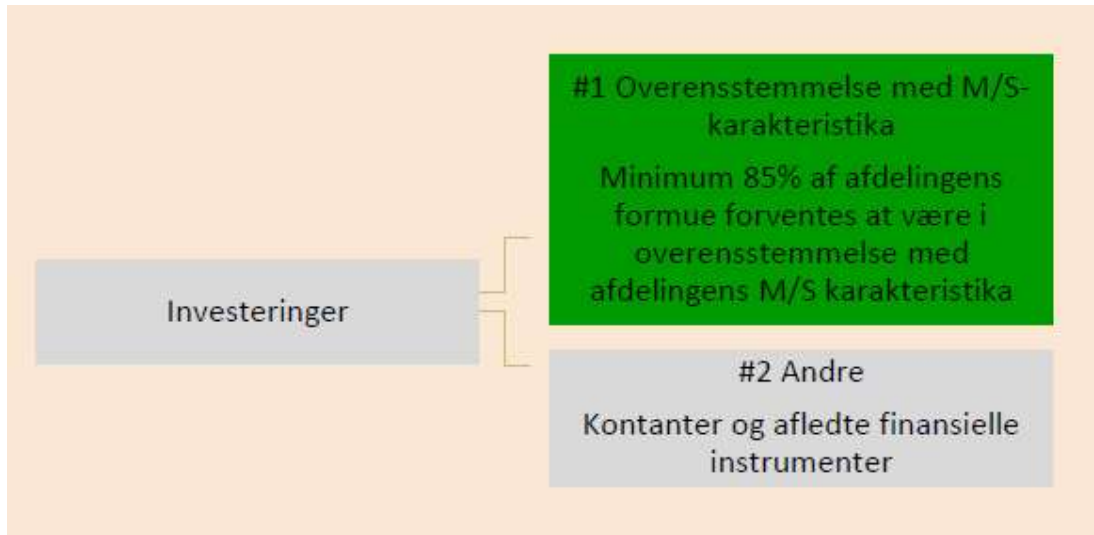 #1 Overensstemmelse med M/S-
karakteristika
Minimum 85% af afdelingens
formue forventes at være i
overensstemmelse med
afdelingens M/S karakteristika
Investeringer
#2 Andre
Kontanter og afledte finansielle
instrumenter